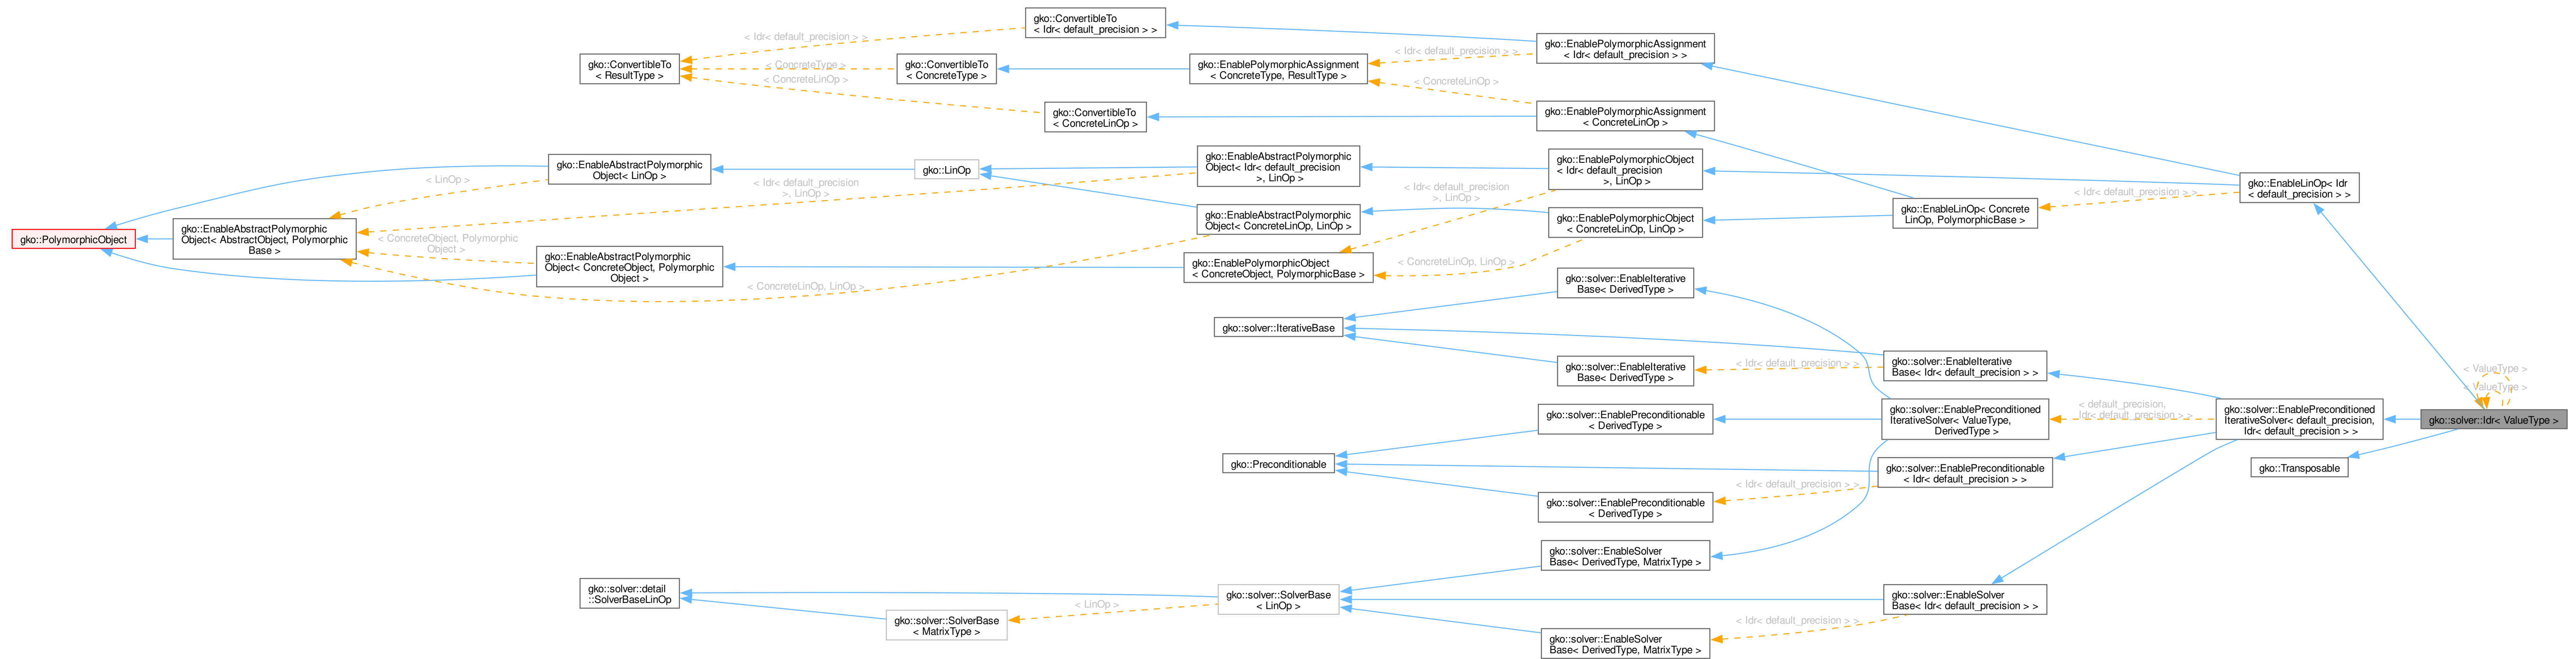 gko::ConvertibleTo
< Idr< default_precision > >
< Idr< default_precision > >
gko::EnablePolymorphicAssignment
< Idr< default_precision > >
< Idr< default_precision > >
gko::ConvertibleTo
< ResultType >
< ConcreteType >
gko::ConvertibleTo
< ConcreteType >
gko::EnablePolymorphicAssignment
< ConcreteType, ResultType >
< ConcreteLinOp >
< ConcreteLinOp >
gko::ConvertibleTo
< ConcreteLinOp >
gko::EnablePolymorphicAssignment
< ConcreteLinOp >
gko::EnableAbstractPolymorphic
Object< LinOp >
gko::LinOp
gko::EnableAbstractPolymorphic
Object< Idr< default_precision
>, LinOp >
gko::EnablePolymorphicObject
< Idr< default_precision
>, LinOp >
gko::EnableLinOp< Idr
< default_precision > >
< LinOp >
< Idr< default_precision
>, LinOp >
< Idr< default_precision
>, LinOp >
< Idr< default_precision > >
gko::PolymorphicObject
gko::EnableAbstractPolymorphic
Object< AbstractObject, Polymorphic
Base >
gko::EnableAbstractPolymorphic
Object< ConcreteLinOp, LinOp >
gko::EnablePolymorphicObject
< ConcreteLinOp, LinOp >
gko::EnableLinOp< Concrete
LinOp, PolymorphicBase >
< ConcreteObject, Polymorphic
Object >
gko::EnableAbstractPolymorphic
Object< ConcreteObject, Polymorphic
Object >
gko::EnablePolymorphicObject
< ConcreteObject, PolymorphicBase >
< ConcreteLinOp, LinOp >
< ConcreteLinOp, LinOp >
gko::solver::EnableIterative
Base< DerivedType >
gko::solver::IterativeBase
gko::solver::EnableIterative
Base< DerivedType >
< Idr< default_precision > >
gko::solver::EnableIterative
Base< Idr< default_precision > >
< ValueType >
< ValueType >
gko::solver::EnablePreconditionable
< DerivedType >
gko::solver::EnablePreconditioned
IterativeSolver< ValueType,
DerivedType >
< default_precision,
Idr< default_precision > >
gko::solver::EnablePreconditioned
IterativeSolver< default_precision,
Idr< default_precision > >
gko::solver::Idr< ValueType >
gko::Preconditionable
gko::solver::EnablePreconditionable
< Idr< default_precision > >
gko::Transposable
< Idr< default_precision > >
gko::solver::EnablePreconditionable
< DerivedType >
gko::solver::EnableSolver
Base< DerivedType, MatrixType >
gko::solver::detail
::SolverBaseLinOp
gko::solver::SolverBase
< LinOp >
gko::solver::EnableSolver
Base< Idr< default_precision > >
< LinOp >
gko::solver::SolverBase
< MatrixType >
< Idr< default_precision > >
gko::solver::EnableSolver
Base< DerivedType, MatrixType >